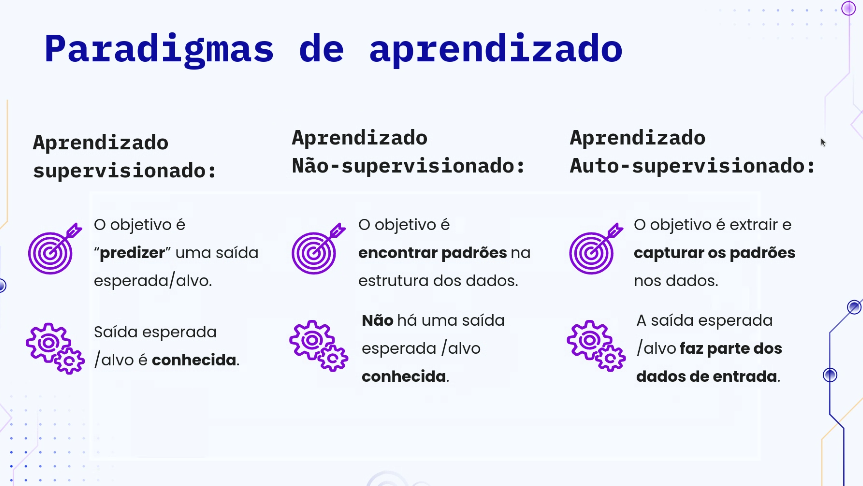 Paradigmas de aprendizado
Aprendizado
supervisionado:
O objetivo é
“predizer” uma saída
esperada/alvo.
Saída esperada
/alvo é conhecida.
Aprendizado
Não-supervisionado:
O objetivo é
encontrar padrões na
estrutura dos dados.
Não há uma saída
esperada /alvo
conhecida.
Aprendizado
Auto-supervisionado:
O objetivo é extrair e
capturar os padrões
nos dados.
A saída esperada
/alvo faz parte dos
dados de entrada.